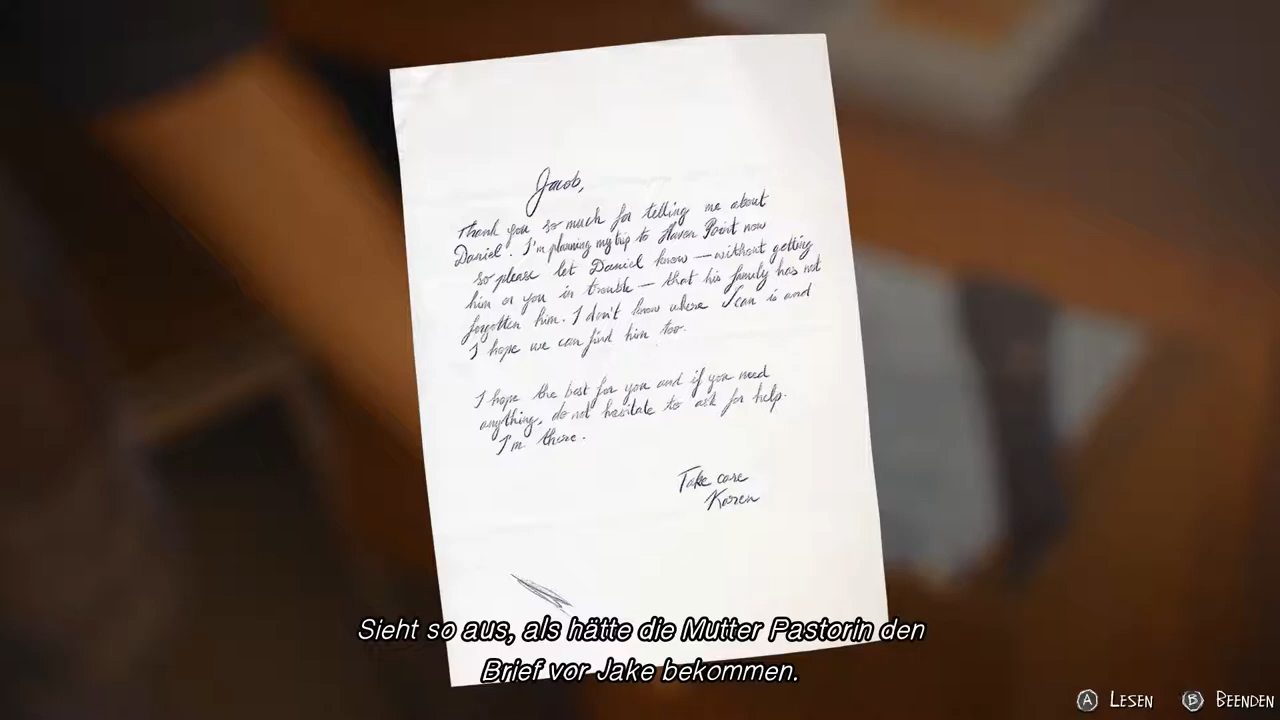 Jacob,
Thank you so much for telling me about
Daniel. I'm planning my trip to Haven Point now
so please let Daniel know — without getting
him or you in trouble — that his family has not
forgotten him. I don't know where Sean is and
I hope we can find him too.
I hope the best for you and if you need
anything, do not hesitate to ask for help.
I'm there.
Take care
Karen
Sieht so aus, als hätte die Mutter Pastorin den
Brief vor Jake bekommen.
A LESEN B BEENDEN